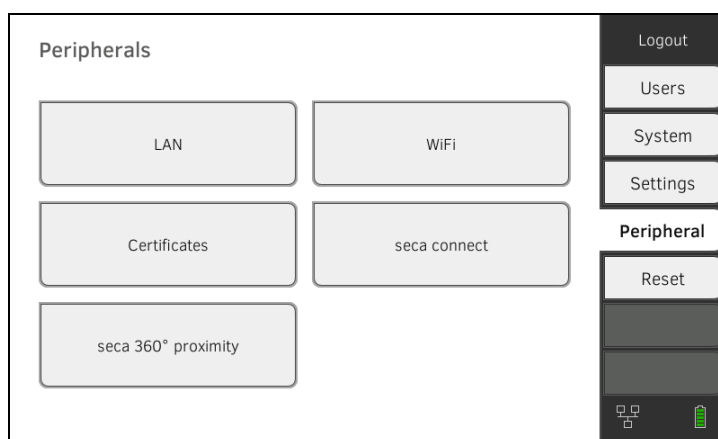 Peripherals
LAN
WiFi
Certificates
seca connect
seca 360° proximity
Logout
Users
System
Settings
Peripheral
Reset